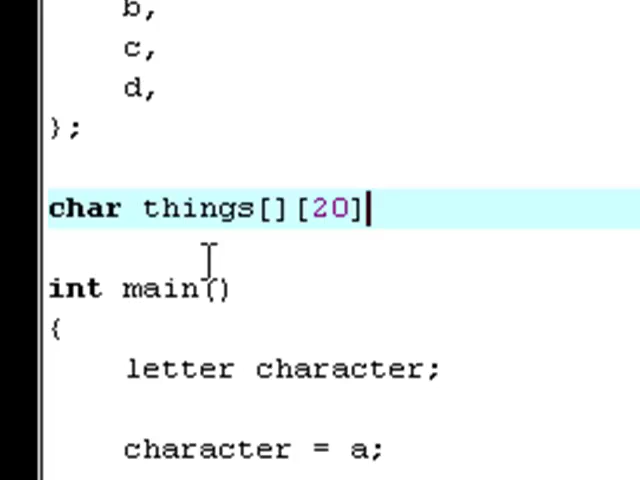 b,
c,
d,
};
char things[][20]
int main()
{
letter character;
character = a;